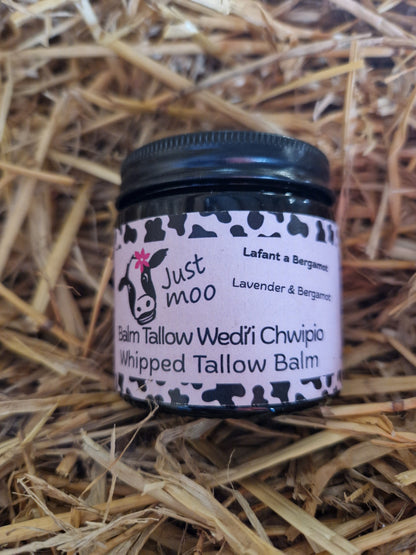 Just
moo
Lafant a Bergamot
Lavender & Bergamot
Balm Tallow Wedi'i Chwipio
Whipped Tallow Balm